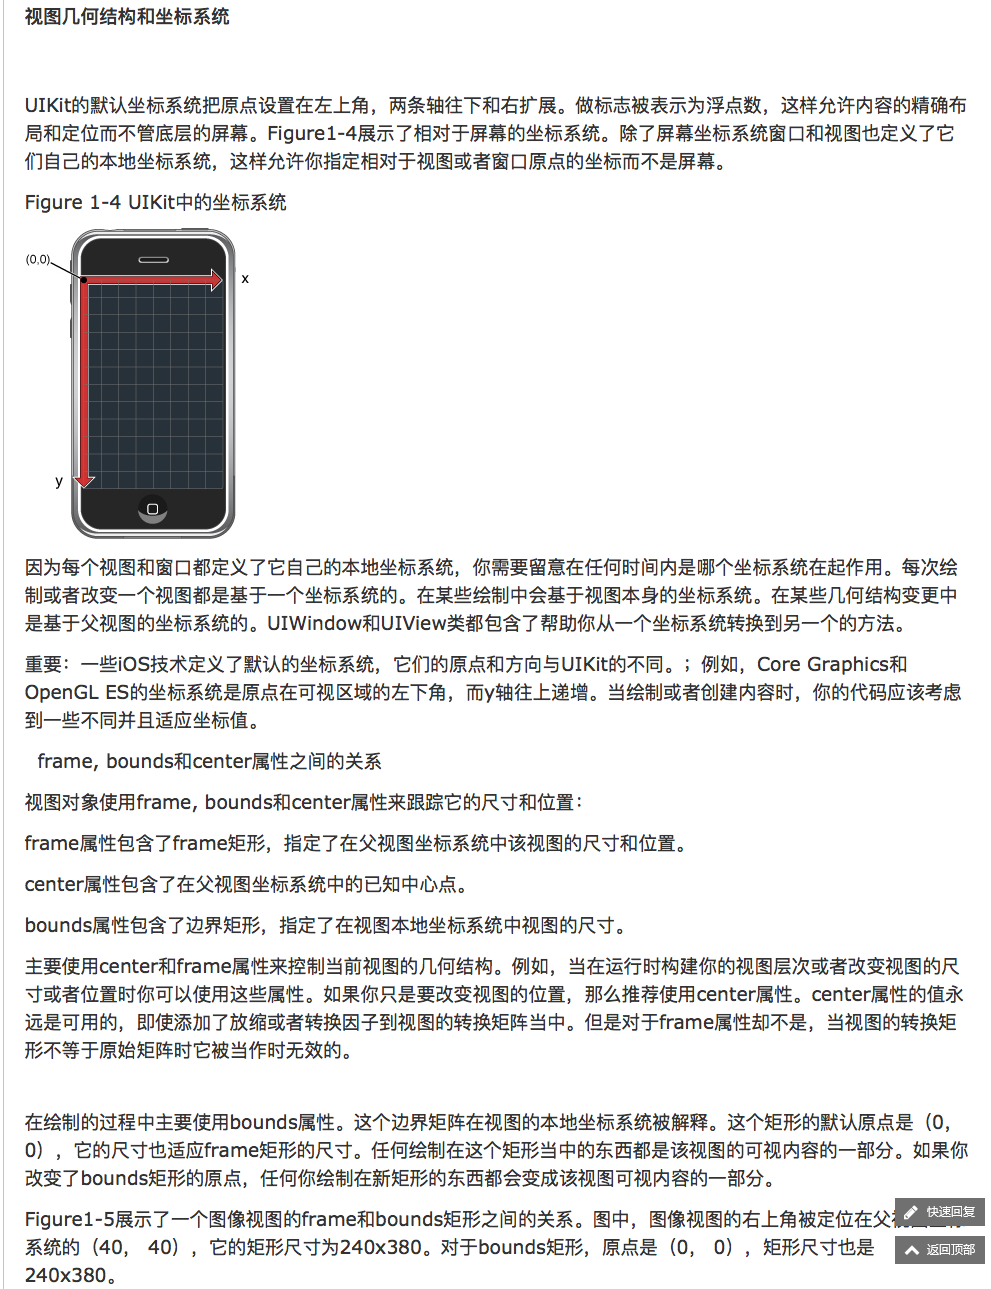 视图几何结构和坐标系统
UIKit的默认坐标系统把原点设置在左上角，两条轴往下和右扩展。做标志被表示为浮点数，这样允许内容的精确布
局和定位而不管底层的屏幕。Figure1-4展示了相对于屏幕的坐标系统。除了屏幕坐标系统窗口和视图也定义了它
们自己的本地坐标系统，这样允许你指定相对于视图或者窗口原点的坐标而不是屏幕。
Figure 1-4 UIKit中的坐标系统
(0,0)
x
y
因为每个视图和窗口都定义了它自己的本地坐标系统，你需要留意在任何时间内是哪个坐标系统在起作用。每次绘
制或者改变一个视图都是基于一个坐标系统的。在某些绘制中会基于视图本身的坐标系统。在某些几何结构变更中
是基于父视图的坐标系统的。UIWindow和UIView类都包含了帮助你从一个坐标系统转换到另一个的方法。
重要：一些iOS技术定义了默认的坐标系统，它们的原点和方向与UIKit的不同。；例如，Core Graphics和
OpenGL ES的坐标系统是原点在可视区域的左下角，而y轴往上递增。当绘制或者创建内容时，你的代码应该考虑
到一些不同并且适应坐标值。
frame, bounds和center属性之间的关系
视图对象使用frame, bounds和center属性来跟踪它的尺寸和位置：
frame属性包含了frame矩形，指定了在父视图坐标系统中该视图的尺寸和位置。
center属性包含了在父视图坐标系统中的已知中心点。
bounds属性包含了边界矩形，指定了在视图本地坐标系统中视图的尺寸。
主要使用center和frame属性来控制当前视图的几何结构。例如，当在运行时构建你的视图层次或者改变视图的尺
寸或者位置时你可以使用这些属性。如果你只是要改变视图的位置，那么推荐使用center属性。center属性的值永
远是可用的，即使添加了放缩或者转换因子到视图的转换矩阵当中。但是对于frame属性却不是，当视图的转换矩
形不等于原始矩阵时它被当作时无效的。
在绘制的过程中主要使用bounds属性。这个边界矩阵在视图的本地坐标系统被解释。这个矩形的默认原点是（0，
0），它的尺寸也适应frame矩形的尺寸。任何绘制在这个矩形当中的东西都是该视图的可视内容的一部分。如果你
改变了bounds矩形的原点，任何你绘制在新矩形的东西都会变成该视图可视内容的一部分。
Figure1-5展示了一个图像视图的frame和bounds矩形之间的关系。图中，图像视图的右上角被定位在父
系统的（40， 40），它的矩形尺寸为240x380。对于bounds矩形，原点是（0， 0），矩形尺寸也是
240x380。
快速回复
返回顶部